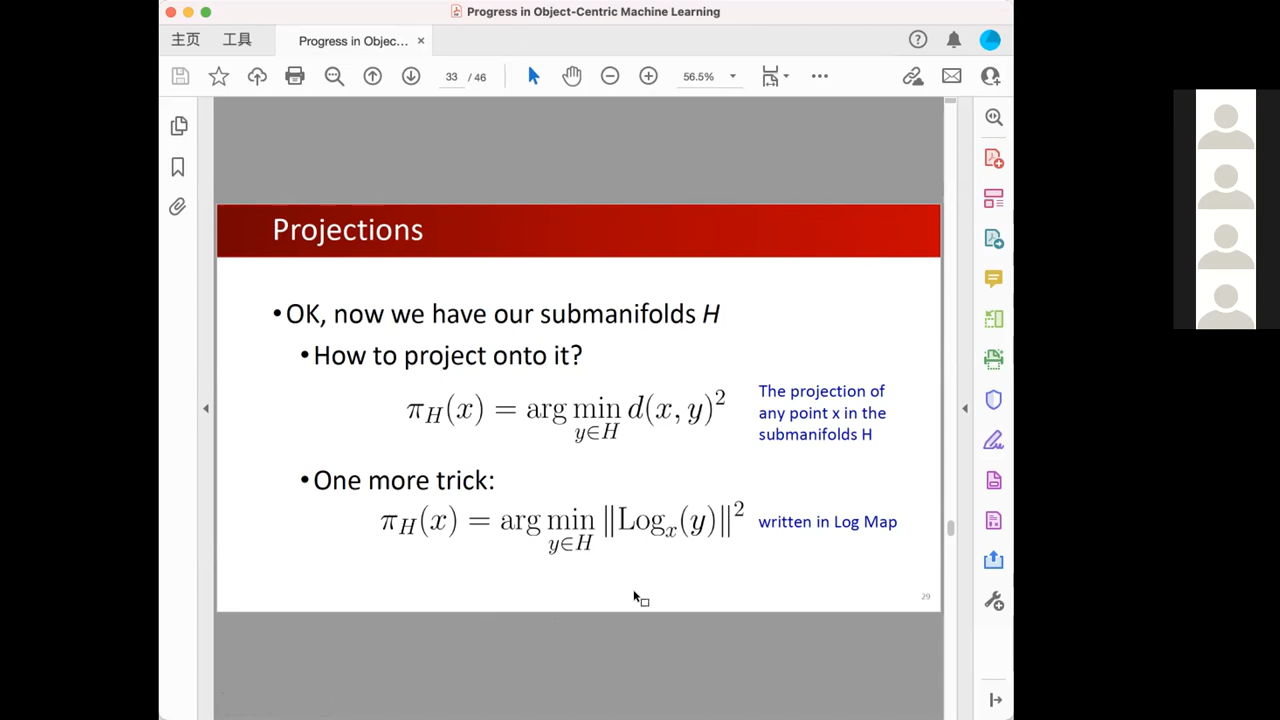 Progress in Object-Centric Machine Learning
主页 工具 Progress in Objec... ×
33 / 46 56.5%
Projections
•OK, now we have our submanifolds H
•How to project onto it?
π_H(x) = arg min_{y∈H} d(x, y)^2
The projection of
any point x in the
submanifolds H
•One more trick:
π_H(x) = arg min_{y∈H} ‖Log_x(y)‖^2 written in Log Map
29